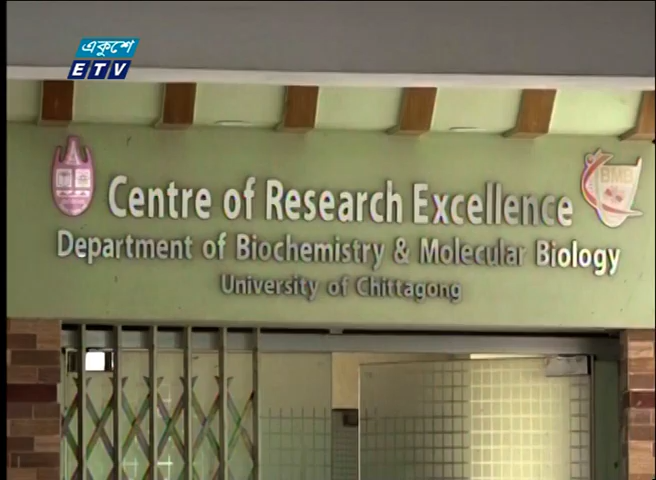 একুশে
ETV
Centre of Research Excellence
Department of Biochemistry & Molecular Biology
University of Chittagong
BMB